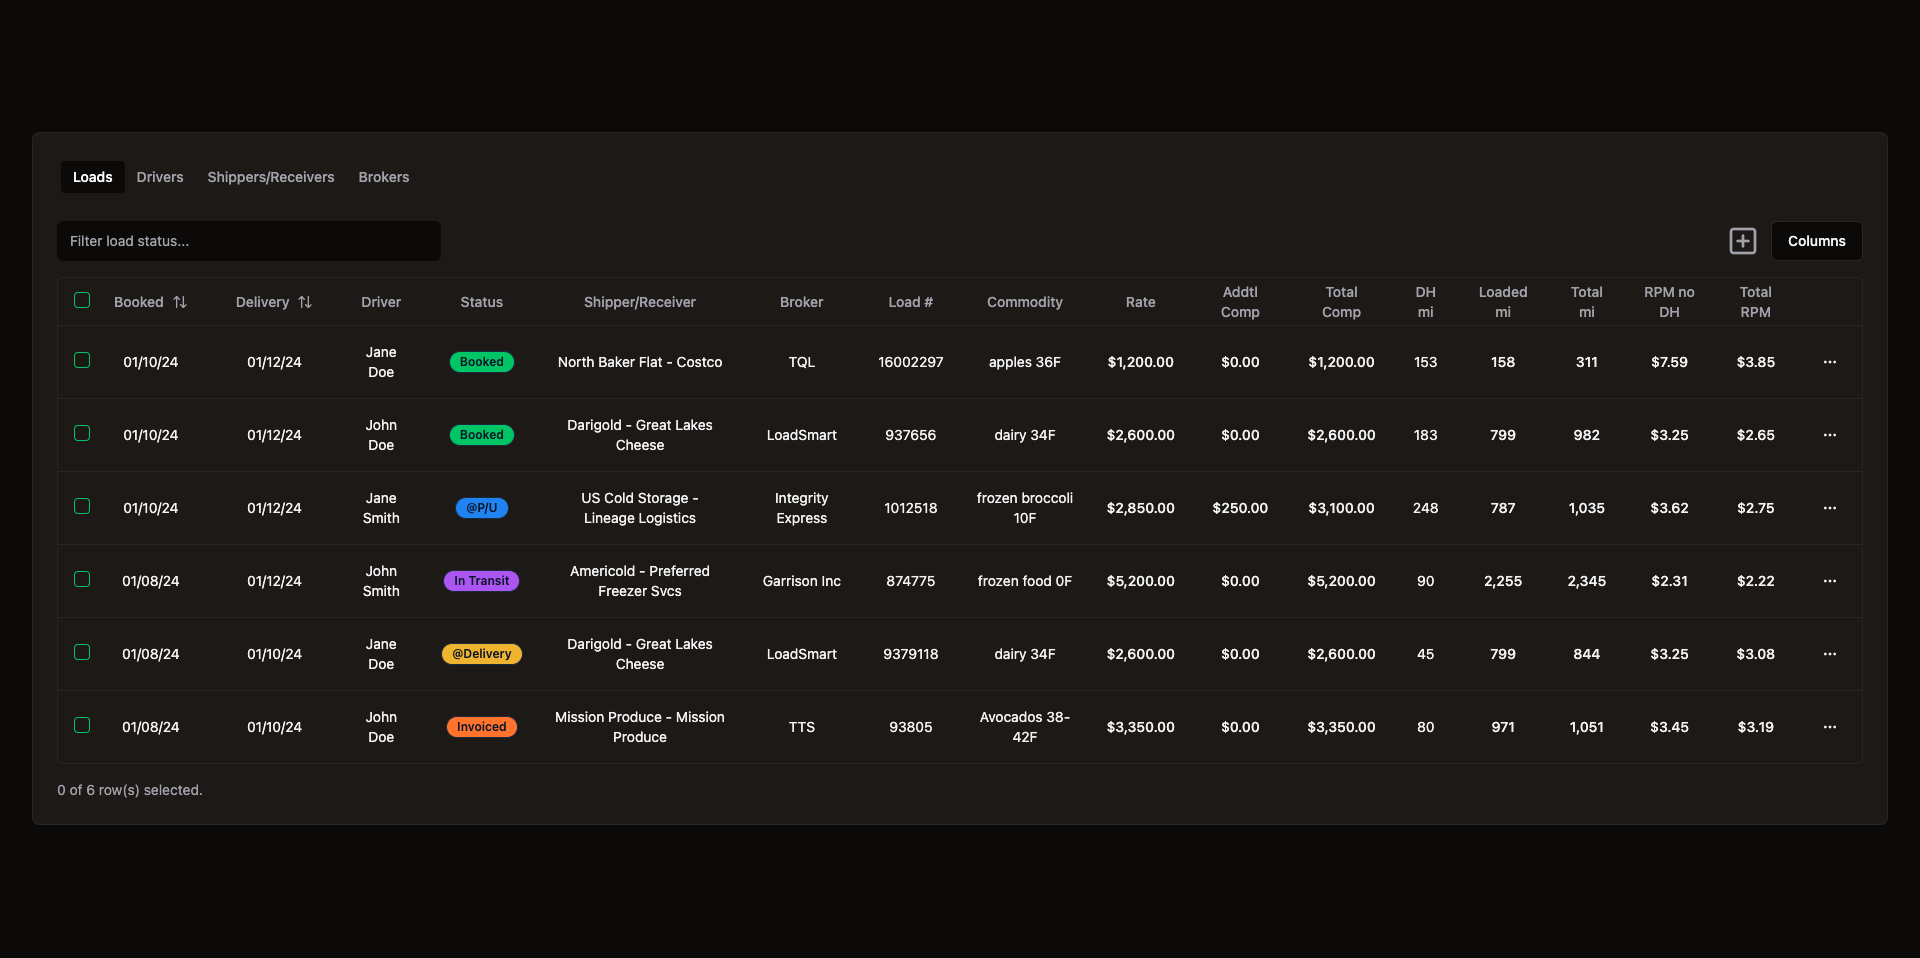 Loads Drivers Shippers/Receivers Brokers
Filter load status...
Columns
Booked Delivery Driver Status Shipper/Receiver Broker Load # Commodity Rate Addtl Comp Total Comp DH mi Loaded mi Total mi RPM no DH Total RPM
01/10/24 01/12/24 Jane Doe Booked North Baker Flat - Costco TQL 16002297 apples 36F $1,200.00 $0.00 $1,200.00 153 158 311 $7.59 $3.85 ...
01/10/24 01/12/24 John Doe Booked Darigold - Great Lakes Cheese LoadSmart 937656 dairy 34F $2,600.00 $0.00 $2,600.00 183 799 982 $3.25 $2.65 ...
01/10/24 01/12/24 Jane Smith @P/U US Cold Storage - Lineage Logistics Integrity Express 1012518 frozen broccoli 10F $2,850.00 $250.00 $3,100.00 248 787 1,035 $3.62 $2.75 ...
01/08/24 01/12/24 John Smith In Transit Americold - Preferred Freezer Svcs Garrison Inc 874775 frozen food 0F $5,200.00 $0.00 $5,200.00 90 2,255 2,345 $2.31 $2.22 ...
01/08/24 01/10/24 Jane Doe @Delivery Darigold - Great Lakes Cheese LoadSmart 9379118 dairy 34F $2,600.00 $0.00 $2,600.00 45 799 844 $3.25 $3.08 ...
01/08/24 01/10/24 John Doe Invoiced Mission Produce - Mission Produce TTS 93805 Avocados 38-42F $3,350.00 $0.00 $3,350.00 80 971 1,051 $3.45 $3.19 ...
0 of 6 row(s) selected.